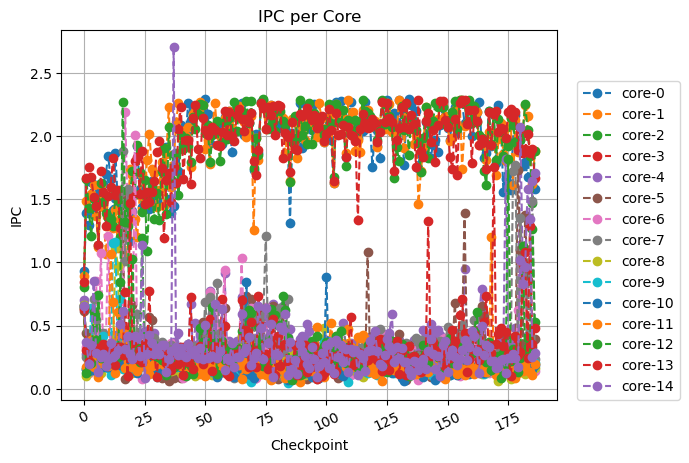 IPC per Core
IPC
2.5
2.0
1.5
1.0
0.5
0.0
0
25
50
75
100
125
150
175
Checkpoint
core-0
core-1
core-2
core-3
core-4
core-5
core-6
core-7
core-8
core-9
core-10
core-11
core-12
core-13
core-14